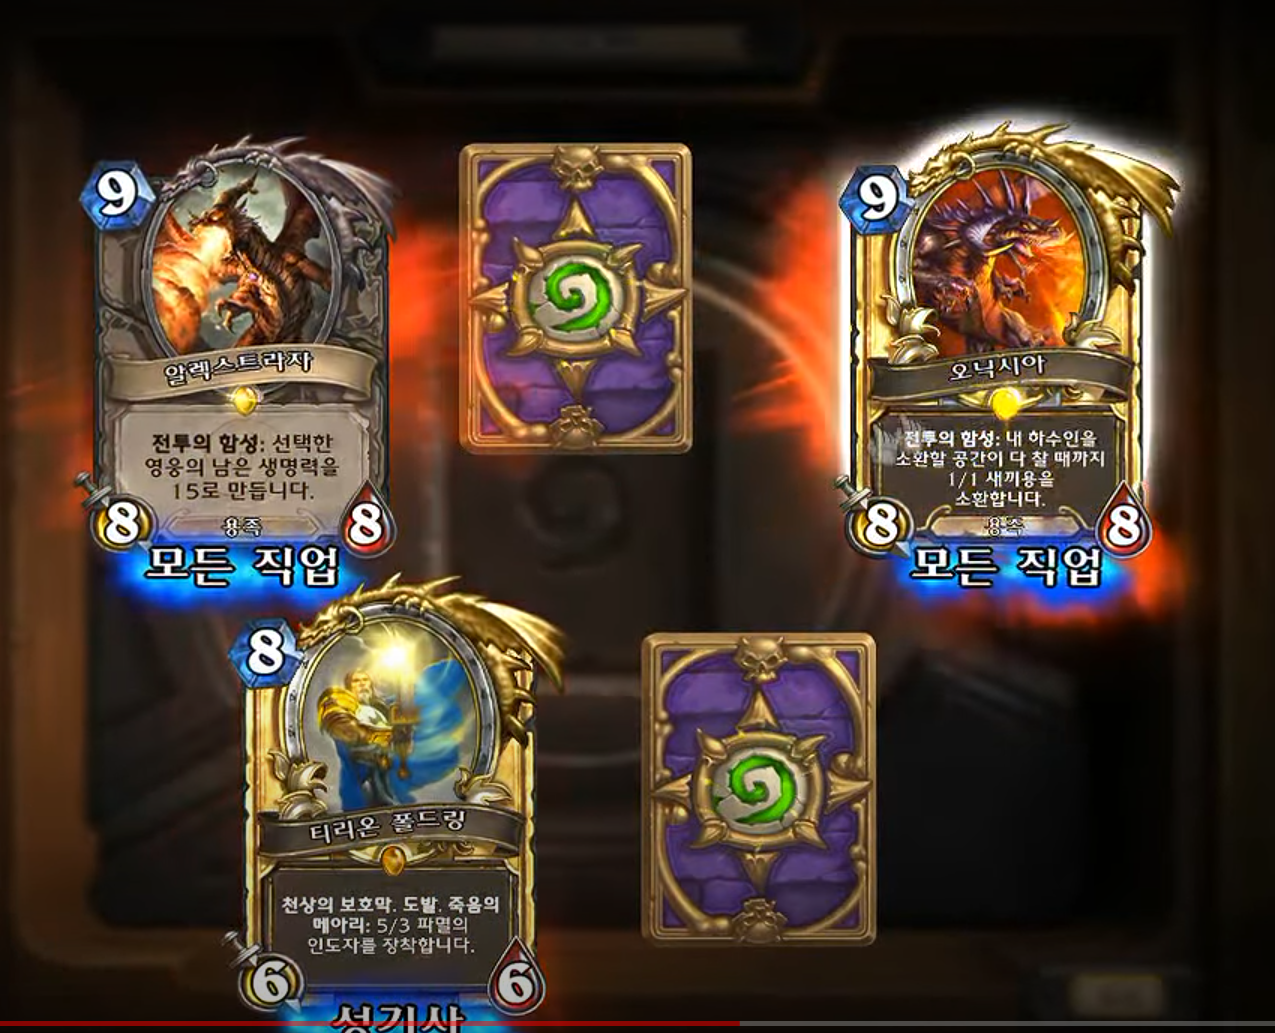 9
알렉스트라자
전투의 함성: 선택한
영웅의 남은 생명력을
15로 만듭니다.
8
용족
8
모든 직업
9
오닉시아
전투의 함성: 내 하수인을
소환할 공간이 다 찰 때까지
1/1 새끼용을
소환합니다.
8
용족
8
모든 직업
8
티리온 폴드링
천상의 보호막, 도발, 죽음의
메아리: 5/3 파멸의
인도자를 장착합니다.
6
6
성기사